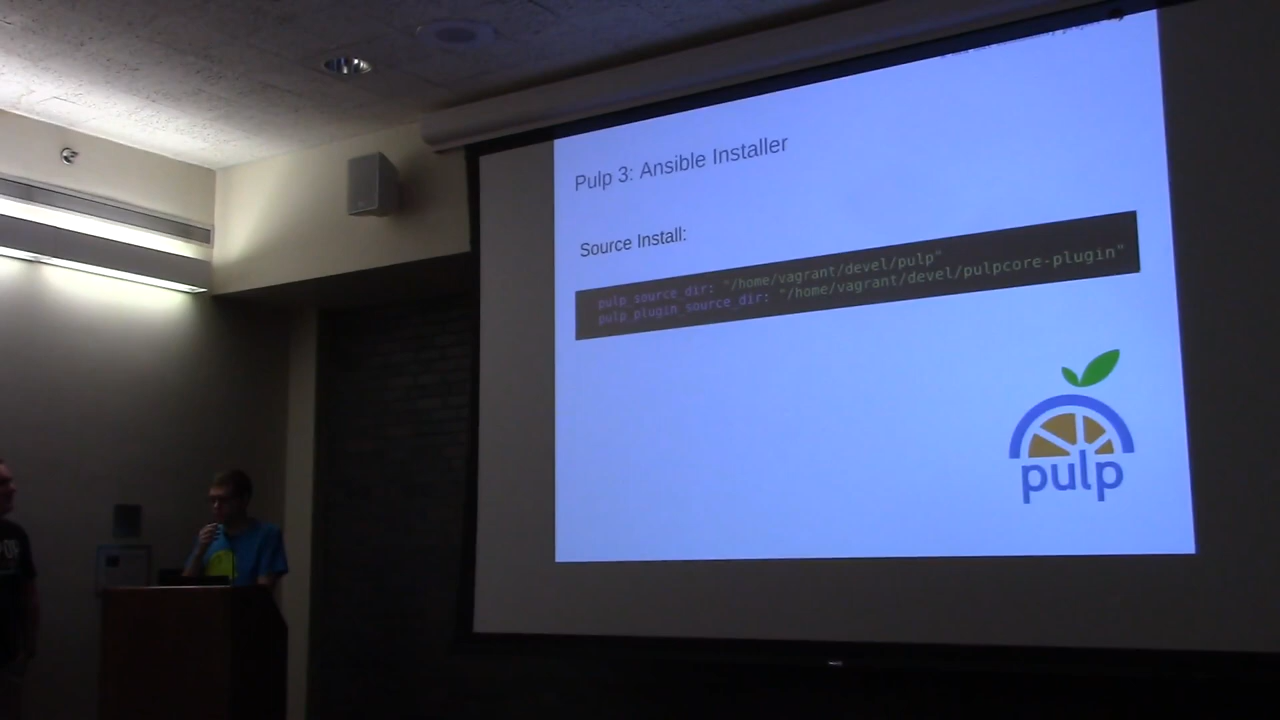 Pulp 3: Ansible Installer
Source Install:
pulp_source_dir: "/home/vagrant/devel/pulp"
pulp_plugin_source_dir: "/home/vagrant/devel/pulpcore-plugin"
pulp